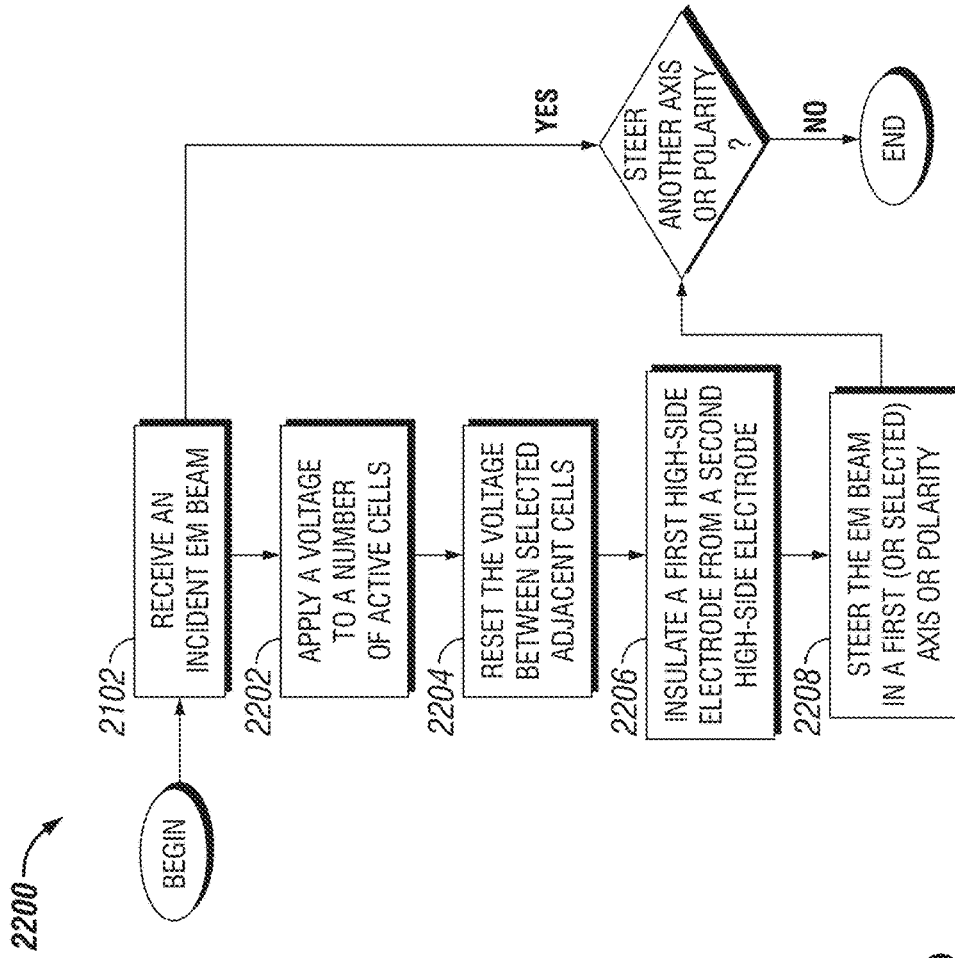 2200
BEGIN
2102
RECEIVE AN
INCIDENT EM BEAM
2202
APPLY A VOLTAGE
TO A NUMBER
OF ACTIVE CELLS
2204
RESET THE VOLTAGE
BETWEEN SELECTED
ADJACENT CELLS
2206
INSULATE A FIRST HIGH-SIDE
ELECTRODE FROM A SECOND
HIGH-SIDE ELECTRODE
2208
STEER THE EM BEAM
IN A FIRST (OR SELECTED)
AXIS OR POLARITY
YES
STEER
ANOTHER AXIS
OR POLARITY
?
NO
END